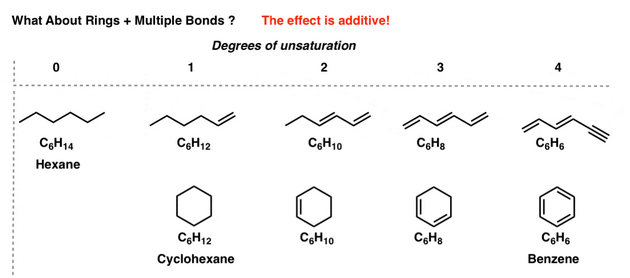 What About Rings + Multiple Bonds ? The effect is additive!
Degrees of unsaturation
0 1 2 3 4
C₆H₁₄ C₆H₁₂ C₆H₁₀ C₆H₈ C₆H₆
Hexane
C₆H₁₂ C₆H₁₀ C₆H₈ C₆H₆
Cyclohexane Benzene